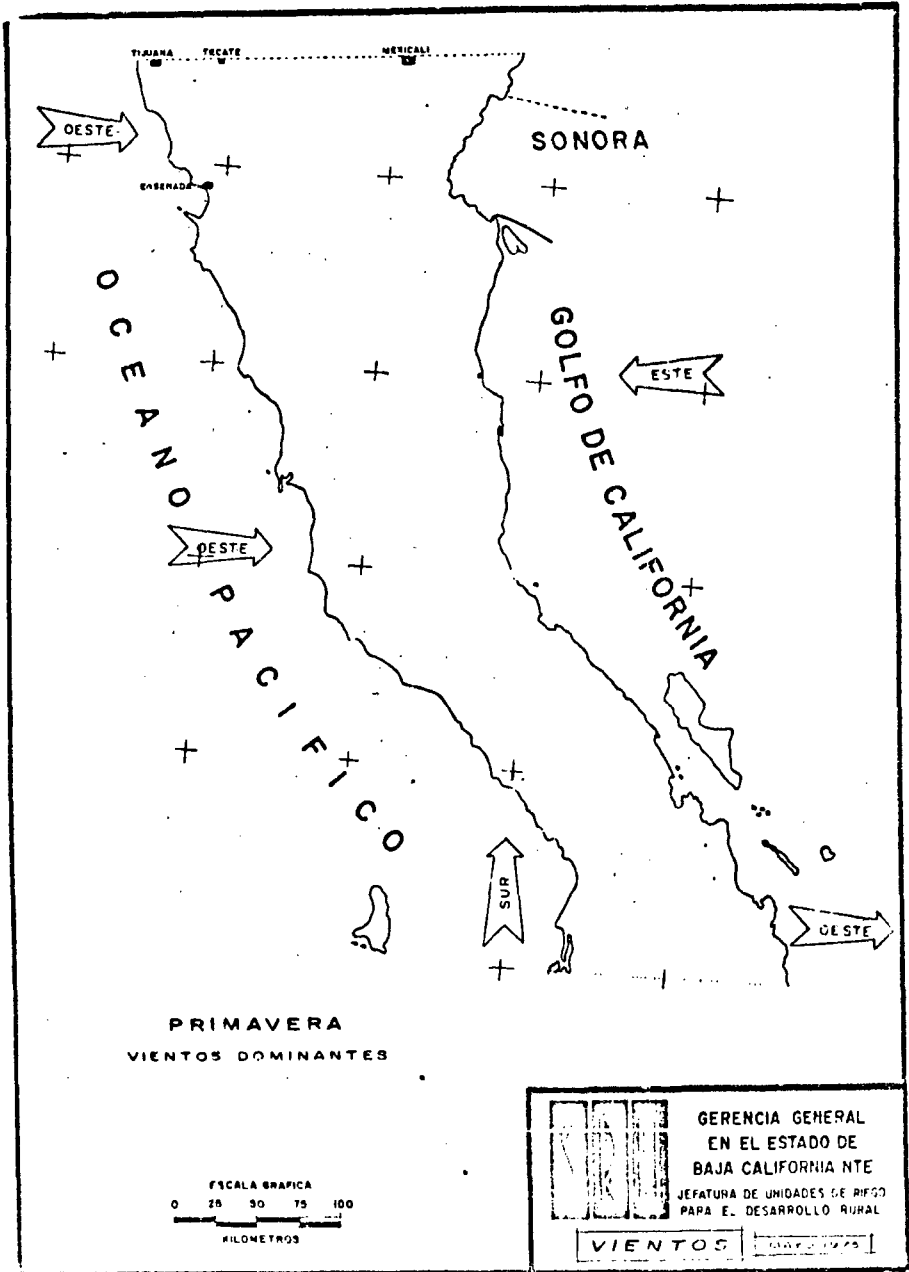 TIJUANA TECATE MEXICALI
OESTE
SONORA
ENSENADA
OCEANO PACIFICO
GOLFO DE CALIFORNIA
ESTE
OESTE
SUR
OESTE
PRIMAVERA
VIENTOS DOMINANTES
ESCALA GRAFICA
0 25 50 75 100
KILOMETROS
GERENCIA GENERAL
EN EL ESTADO DE
BAJA CALIFORNIA NTE
JEFATURA DE UNIDADES DE RIEGO
PARA EL DESARROLLO RURAL
VIENTOS